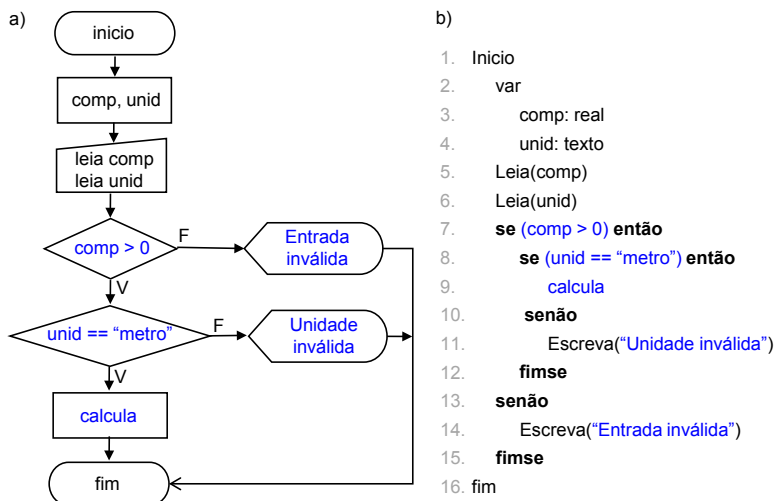 a)
inicio
comp, unid
leia comp
leia unid
comp > 0
F
Entrada
inválida
V
unid == “metro”
F
Unidade
inválida
V
calcula
fim
b)
1. Inicio
2. var
3. comp: real
4. unid: texto
5. Leia(comp)
6. Leia(unid)
7. se (comp > 0) então
8. se (unid == “metro”) então
9. calcula
10. senão
11. Escreva(“Unidade inválida”)
12. fimse
13. senão
14. Escreva(“Entrada inválida”)
15. fimse
16. fim